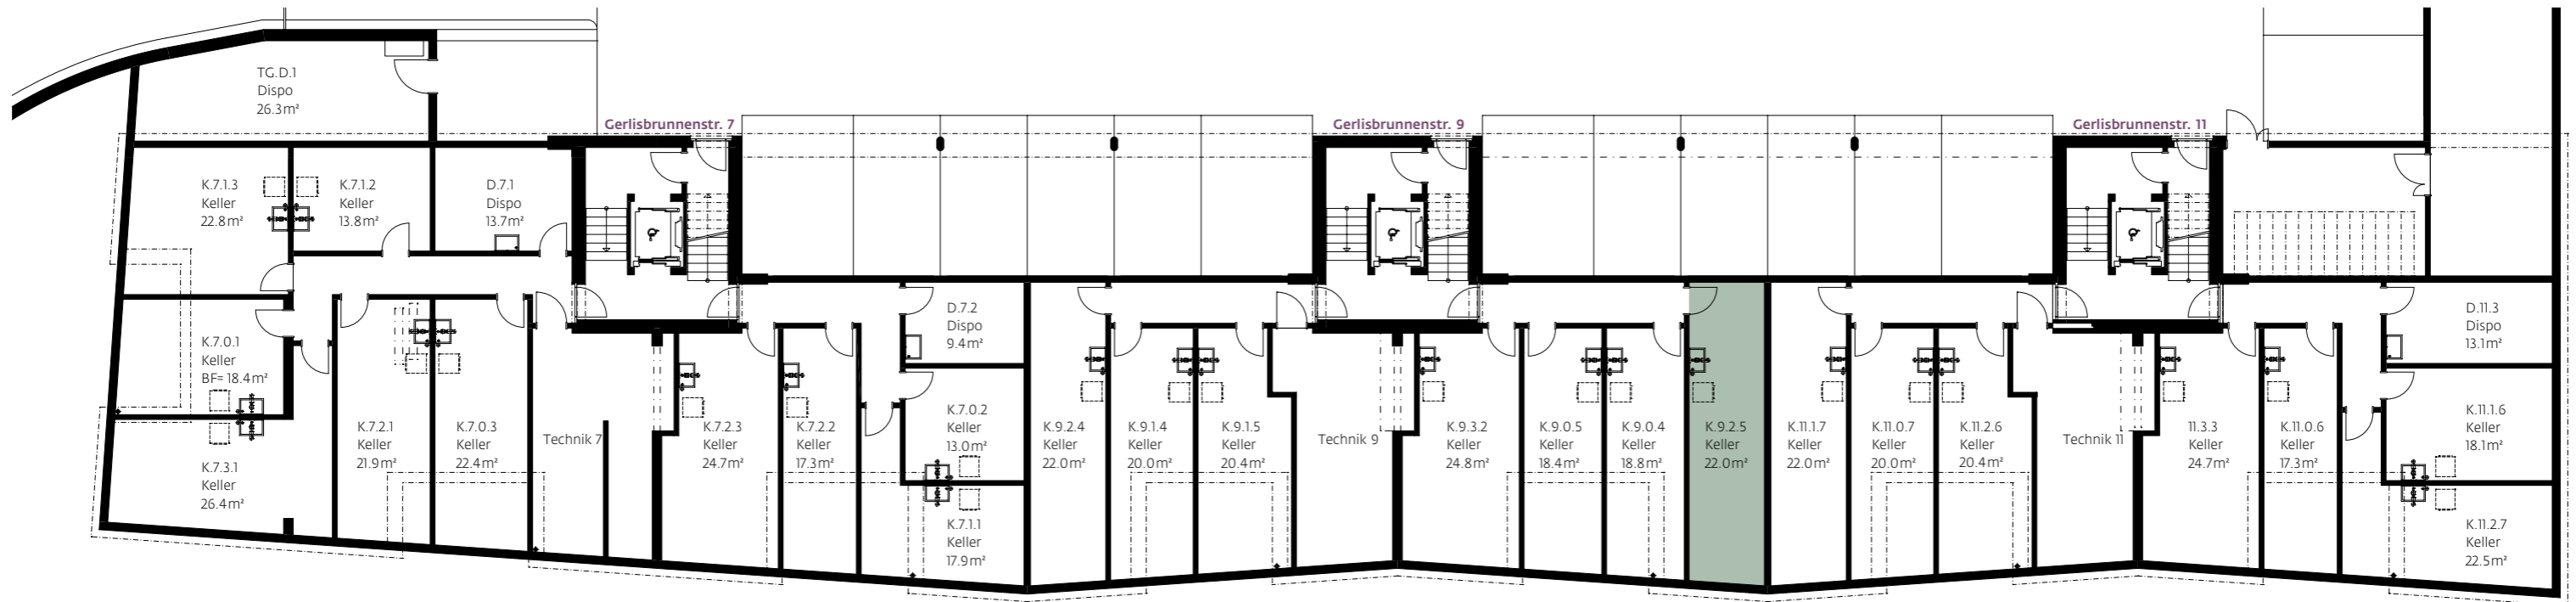 TG.D.1
Dispo
26.3m²
Gerlisbrunnenstr. 7
Gerlisbrunnenstr. 9
Gerlisbrunnenstr. 11
K.7.1.3
Keller
22.8m²
K.7.1.2
Keller
13.8m²
D.7.1
Dispo
13.7m²
K.7.0.1
Keller
BF= 18.4m²
K.7.3.1
Keller
26.4m²
K.7.2.1
Keller
21.9m²
K.7.0.3
Keller
22.4m²
Technik 7
K.7.2.3
Keller
24.7m²
K.7.2.2
Keller
17.3m²
D.7.2
Dispo
9.4m²
K.7.0.2
Keller
13.0m²
K.7.1.1
Keller
17.9m²
K.9.2.4
Keller
22.0m²
K.9.1.4
Keller
20.0m²
K.9.1.5
Keller
20.4m²
Technik 9
K.9.3.2
Keller
24.8m²
K.9.0.5
Keller
18.4m²
K.9.0.4
Keller
18.8m²
K.9.2.5
Keller
22.0m²
K.11.1.7
Keller
22.0m²
K.11.0.7
Keller
20.0m²
K.11.2.6
Keller
20.4m²
Technik 11
11.3.3
Keller
24.7m²
K.11.0.6
Keller
17.3m²
D.11.3
Dispo
13.1m²
K.11.1.6
Keller
18.1m²
K.11.2.7
Keller
22.5m²